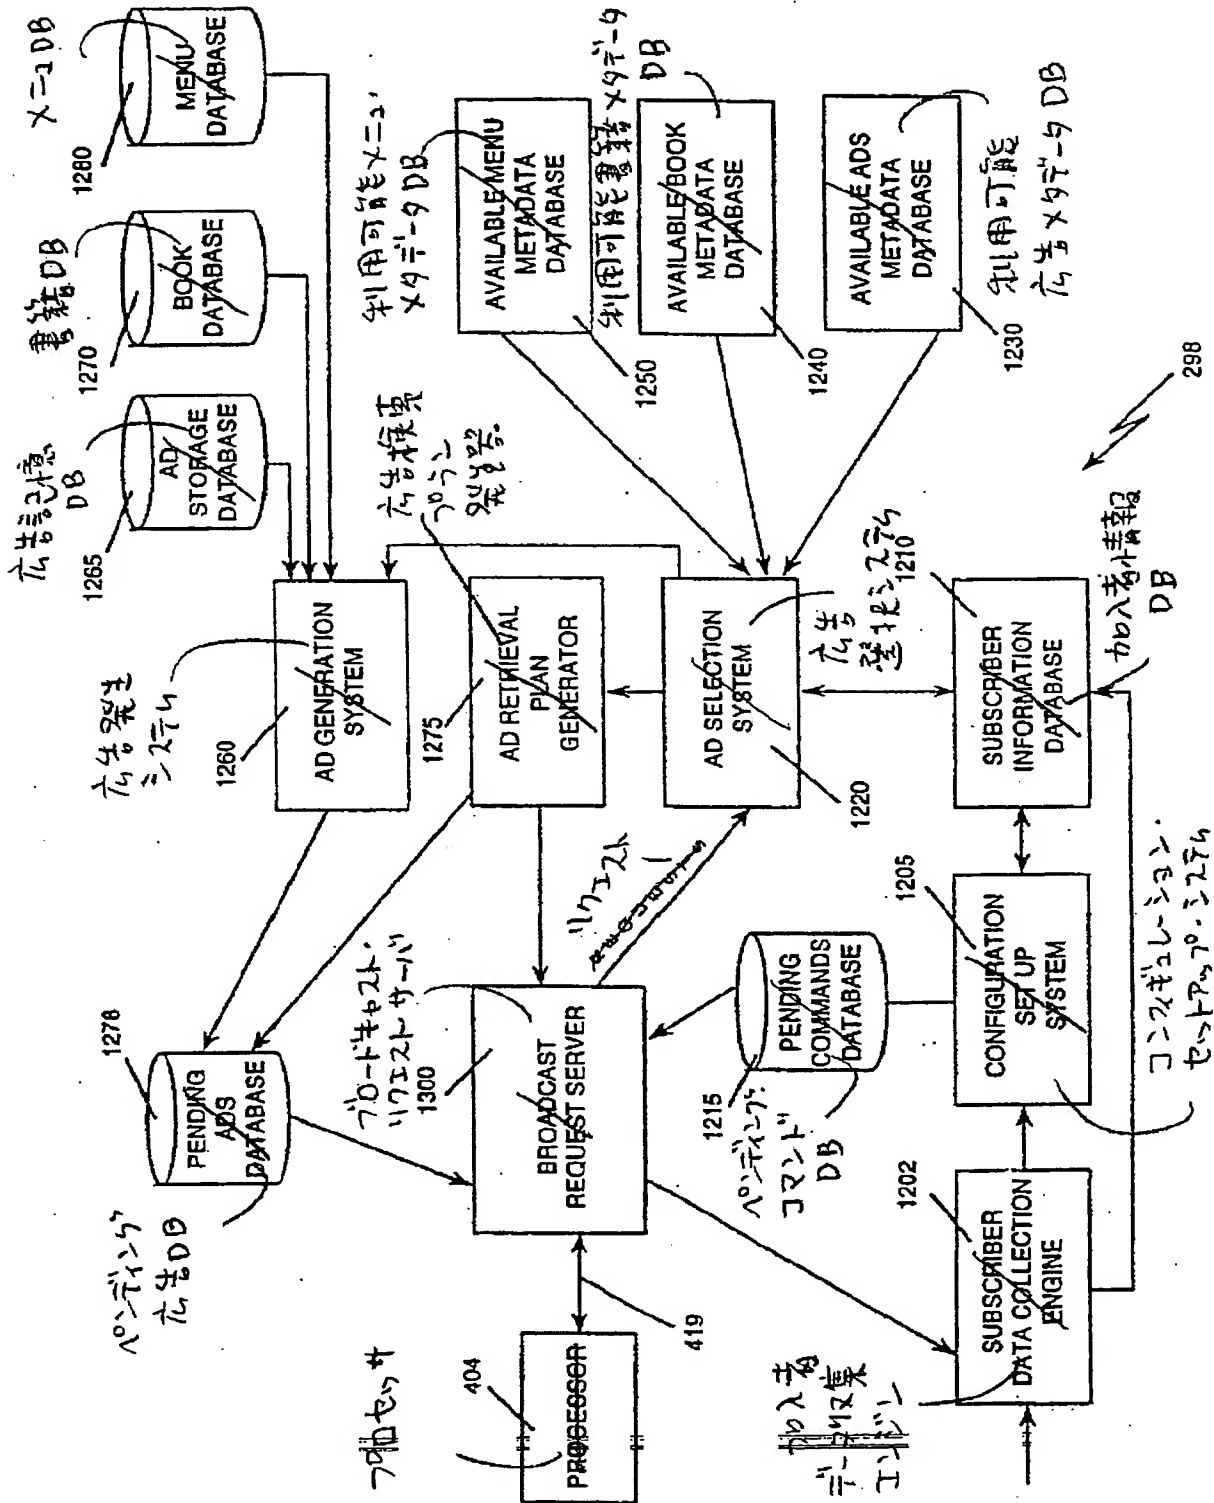 プロセッサ
404
PROCESSOR
419
ペンディング
広告DB
1278
PENDING
ADS
DATABASE
ブロードキャスト・
リクエストサーバ
1300
BROADCAST
REQUEST SERVER
加入者
データ収集
エンジン
1202
SUBSCRIBER
DATA COLLECTION
ENGINE
ペンディング・
コマンド
DB
1215
PENDING
COMMANDS
DATABASE
リクエスト
REQUESTS
1205
CONFIGURATION
SET UP
SYSTEM
コンフィギュレーション・
セットアップ・システム
広告発生
システム
1260
AD GENERATION
SYSTEM
1275
AD RETRIEVAL
PLAN
GENERATOR
広告検索
プラン
発生器
AD SELECTION
SYSTEM
1220
広告
選択システム
1210
SUBSCRIBER
INFORMATION
DATABASE
加入者情報
DB
広告記憶
DB
1265
AD
STORAGE
DATABASE
書籍DB
1270
BOOK
DATABASE
メニュDB
1280
MENU
DATABASE
利用可能メニュ・
メタデータDB
AVAILABLE MENU
METADATA
DATABASE
1250
利用可能書籍メタデータ
DB
AVAILABLE BOOK
METADATA
DATABASE
1240
AVAILABLE ADS
METADATA
DATABASE
1230
利用可能
広告メタデータDB
298